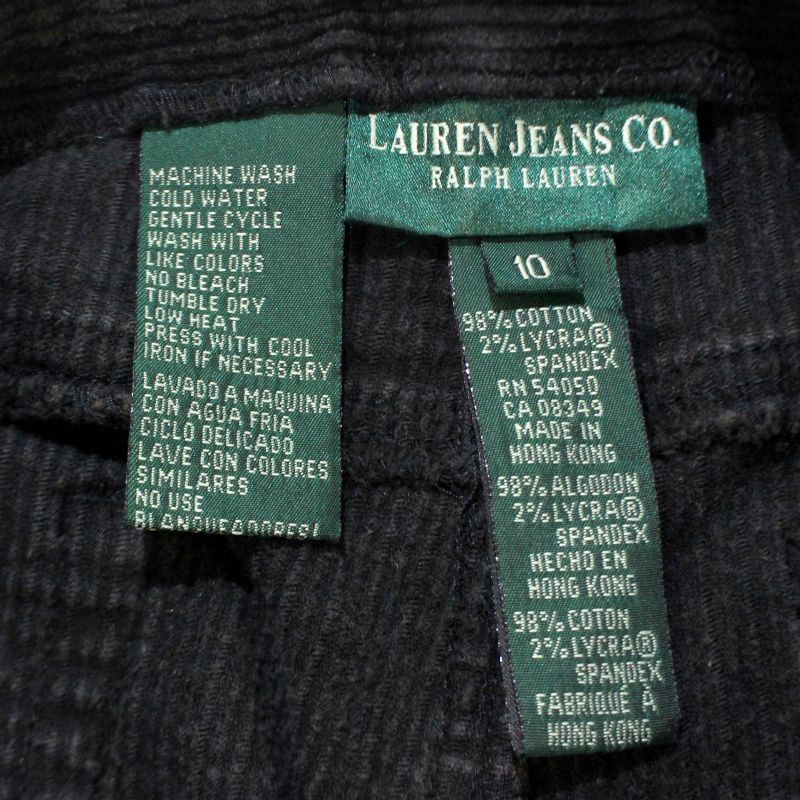 LAUREN JEANS CO.
RALPH LAUREN
10
MACHINE WASH
COLD WATER
GENTLE CYCLE
WASH WITH
LIKE COLORS
NO BLEACH
TUMBLE DRY
LOW HEAT
PRESS WITH COOL
IRON IF NECESSARY
LAVADO A MAQUINA
CON AGUA FRIA
CICLO DELICADO
LAVE CON COLORES
SIMILARES
NO USE
BLANQUEADORES/
98% COTTON
2% LYCRA®
SPANDEX
RN 54050
CA 08349
MADE IN
HONG KONG
98% ALGODON
2% LYCRA®
SPANDEX
HECHO EN
HONG KONG
98% COTON
2% LYCRA®
SPANDEX
FABRIQUÉ À
HONG KONG